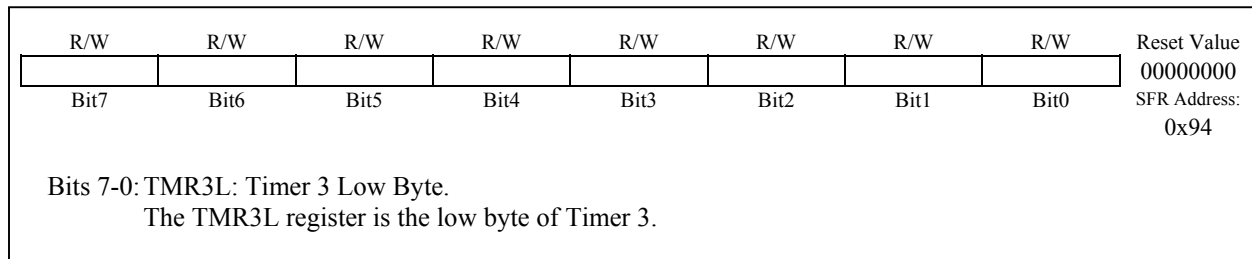 R/W R/W R/W R/W R/W R/W R/W R/W Reset Value
00000000
Bit7 Bit6 Bit5 Bit4 Bit3 Bit2 Bit1 Bit0 SFR Address:
0x94
Bits 7-0: TMR3L: Timer 3 Low Byte.
The TMR3L register is the low byte of Timer 3.